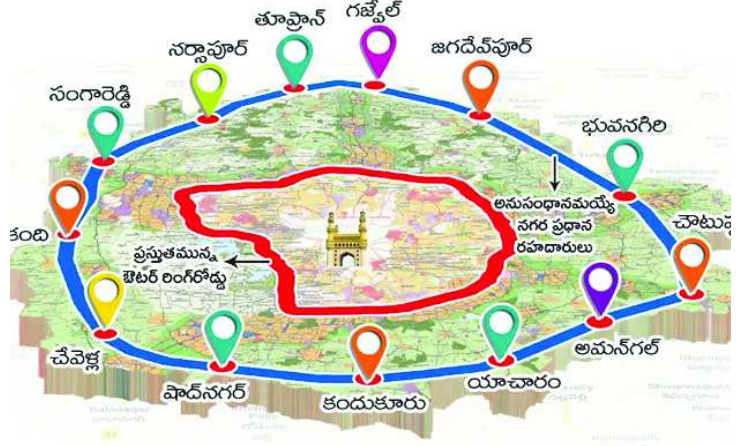 గజ్వేల్
తూప్రాన్
నర్సాపూర్
జగదేవ్‌పూర్
సంగారెడ్డి
భువనగిరి
అనుసంధానమయ్యే
నగర ప్రధాన
రహదారులు
చౌటుప్ప
కంది
ప్రస్తుతమున్న
ఔటర్ రింగ్‌రోడ్డు
చేవెళ్ల
షాద్‌నగర్
కందుకూరు
యాచారం
అమన్‌గల్